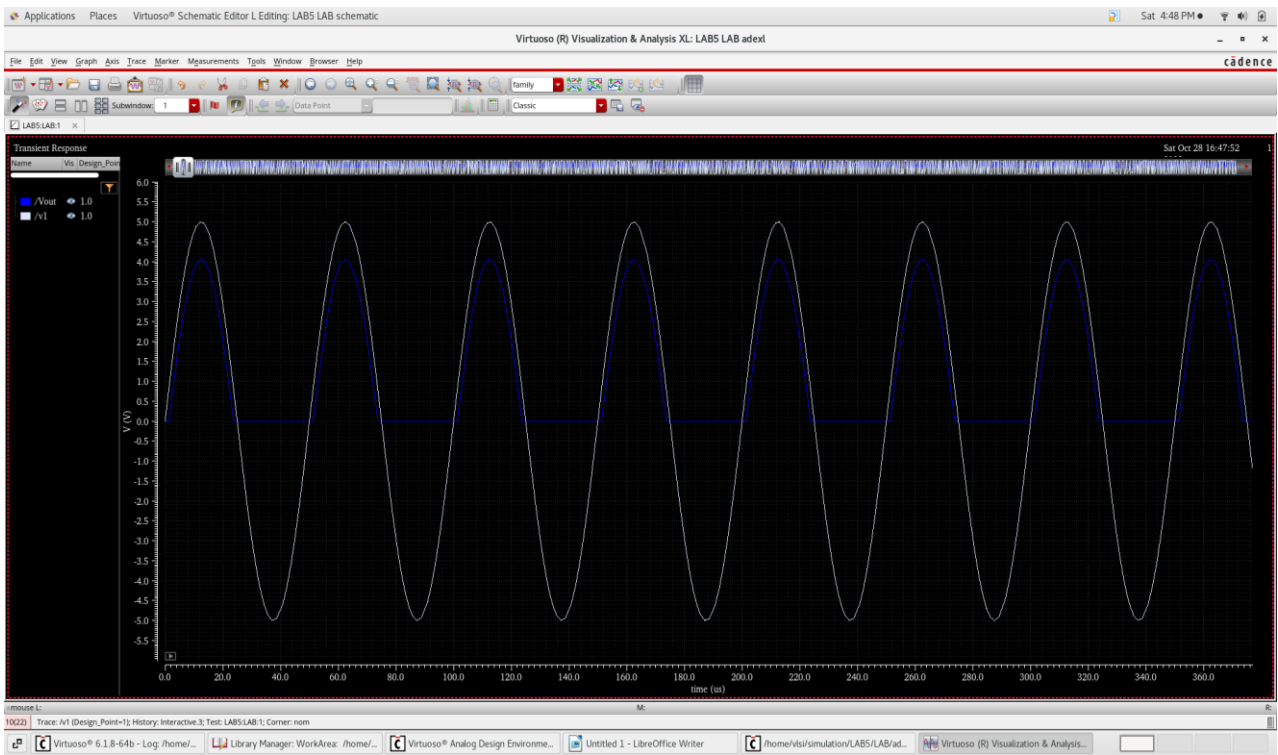 Applications Places Virtuoso® Schematic Editor L Editing: LAB5 LAB schematic Sat 4:48 PM
Virtuoso (R) Visualization & Analysis XL: LAB5 LAB adexl
File Edit View Graph Axis Trace Marker Measurements Tools Window Browser Help cādence
family
Subwindow: 1 Data Point Classic
LAB5:LAB:1
Transient Response Sat Oct 28 16:47:52 1
Name Vis Design_Poin
/Vout 1.0
/v1 1.0
6.0
5.5
5.0
4.5
4.0
3.5
3.0
2.5
2.0
1.5
1.0
0.5
0.0
-0.5
-1.0
-1.5
-2.0
-2.5
-3.0
-3.5
-4.0
-4.5
-5.0
-5.5
V (V)
0.0 20.0 40.0 60.0 80.0 100.0 120.0 140.0 160.0 180.0 200.0 220.0 240.0 260.0 280.0 300.0 320.0 340.0 360.0
time (us)
mouse L: M: R:
10(22) Trace: /v1 (Design_Point=1); History: Interactive.3; Test: LAB5:LAB:1; Corner: nom
Virtuoso® 6.1.8-64b - Log: /home/... Library Manager: WorkArea: /home/... Virtuoso® Analog Design Environme... Untitled 1 - LibreOffice Writer /home/vlsi/simulation/LAB5/LAB/ad... Virtuoso (R) Visualization & Analysis...